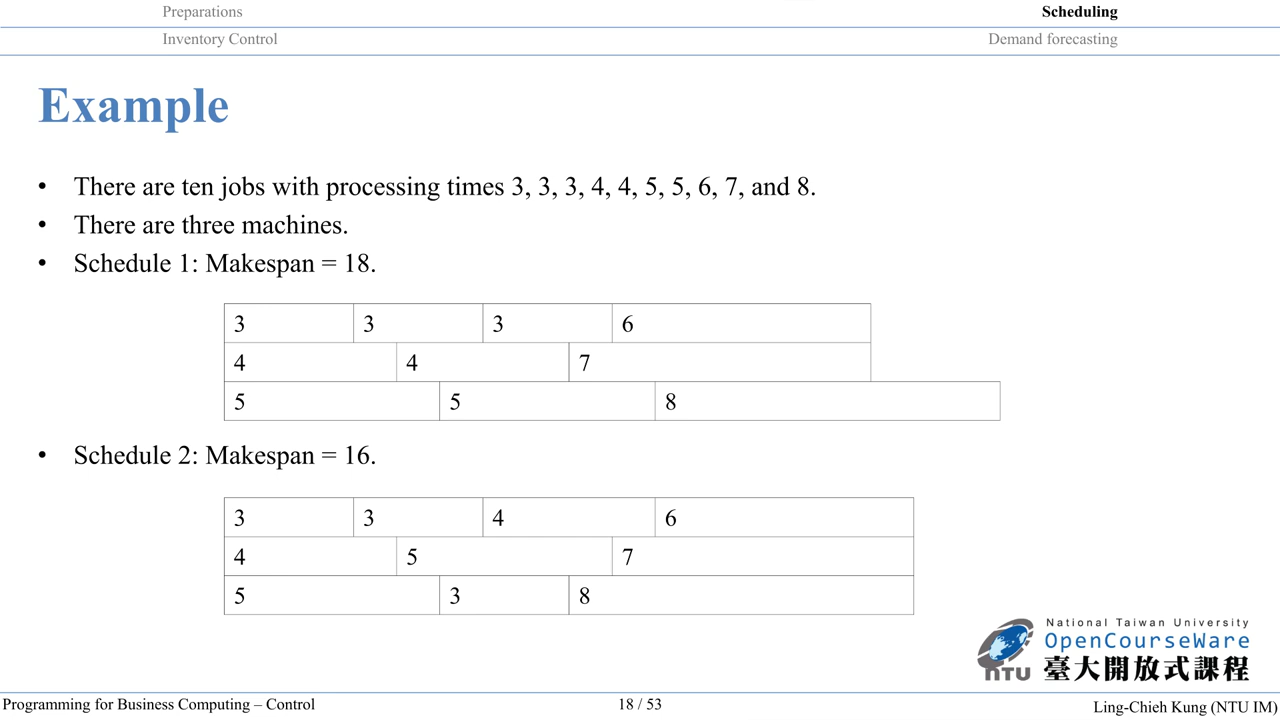 Preparations
Scheduling
Inventory Control
Demand forecasting
Example
• There are ten jobs with processing times 3, 3, 3, 4, 4, 5, 5, 6, 7, and 8.
• There are three machines.
• Schedule 1: Makespan = 18.
3 3 3 6
4 4 7
5 5 8
• Schedule 2: Makespan = 16.
3 3 4 6
4 5 7
5 3 8
National Taiwan University
OpenCourseWare
臺大開放式課程
NTU
Programming for Business Computing – Control
18 / 53
Ling-Chieh Kung (NTU IM)